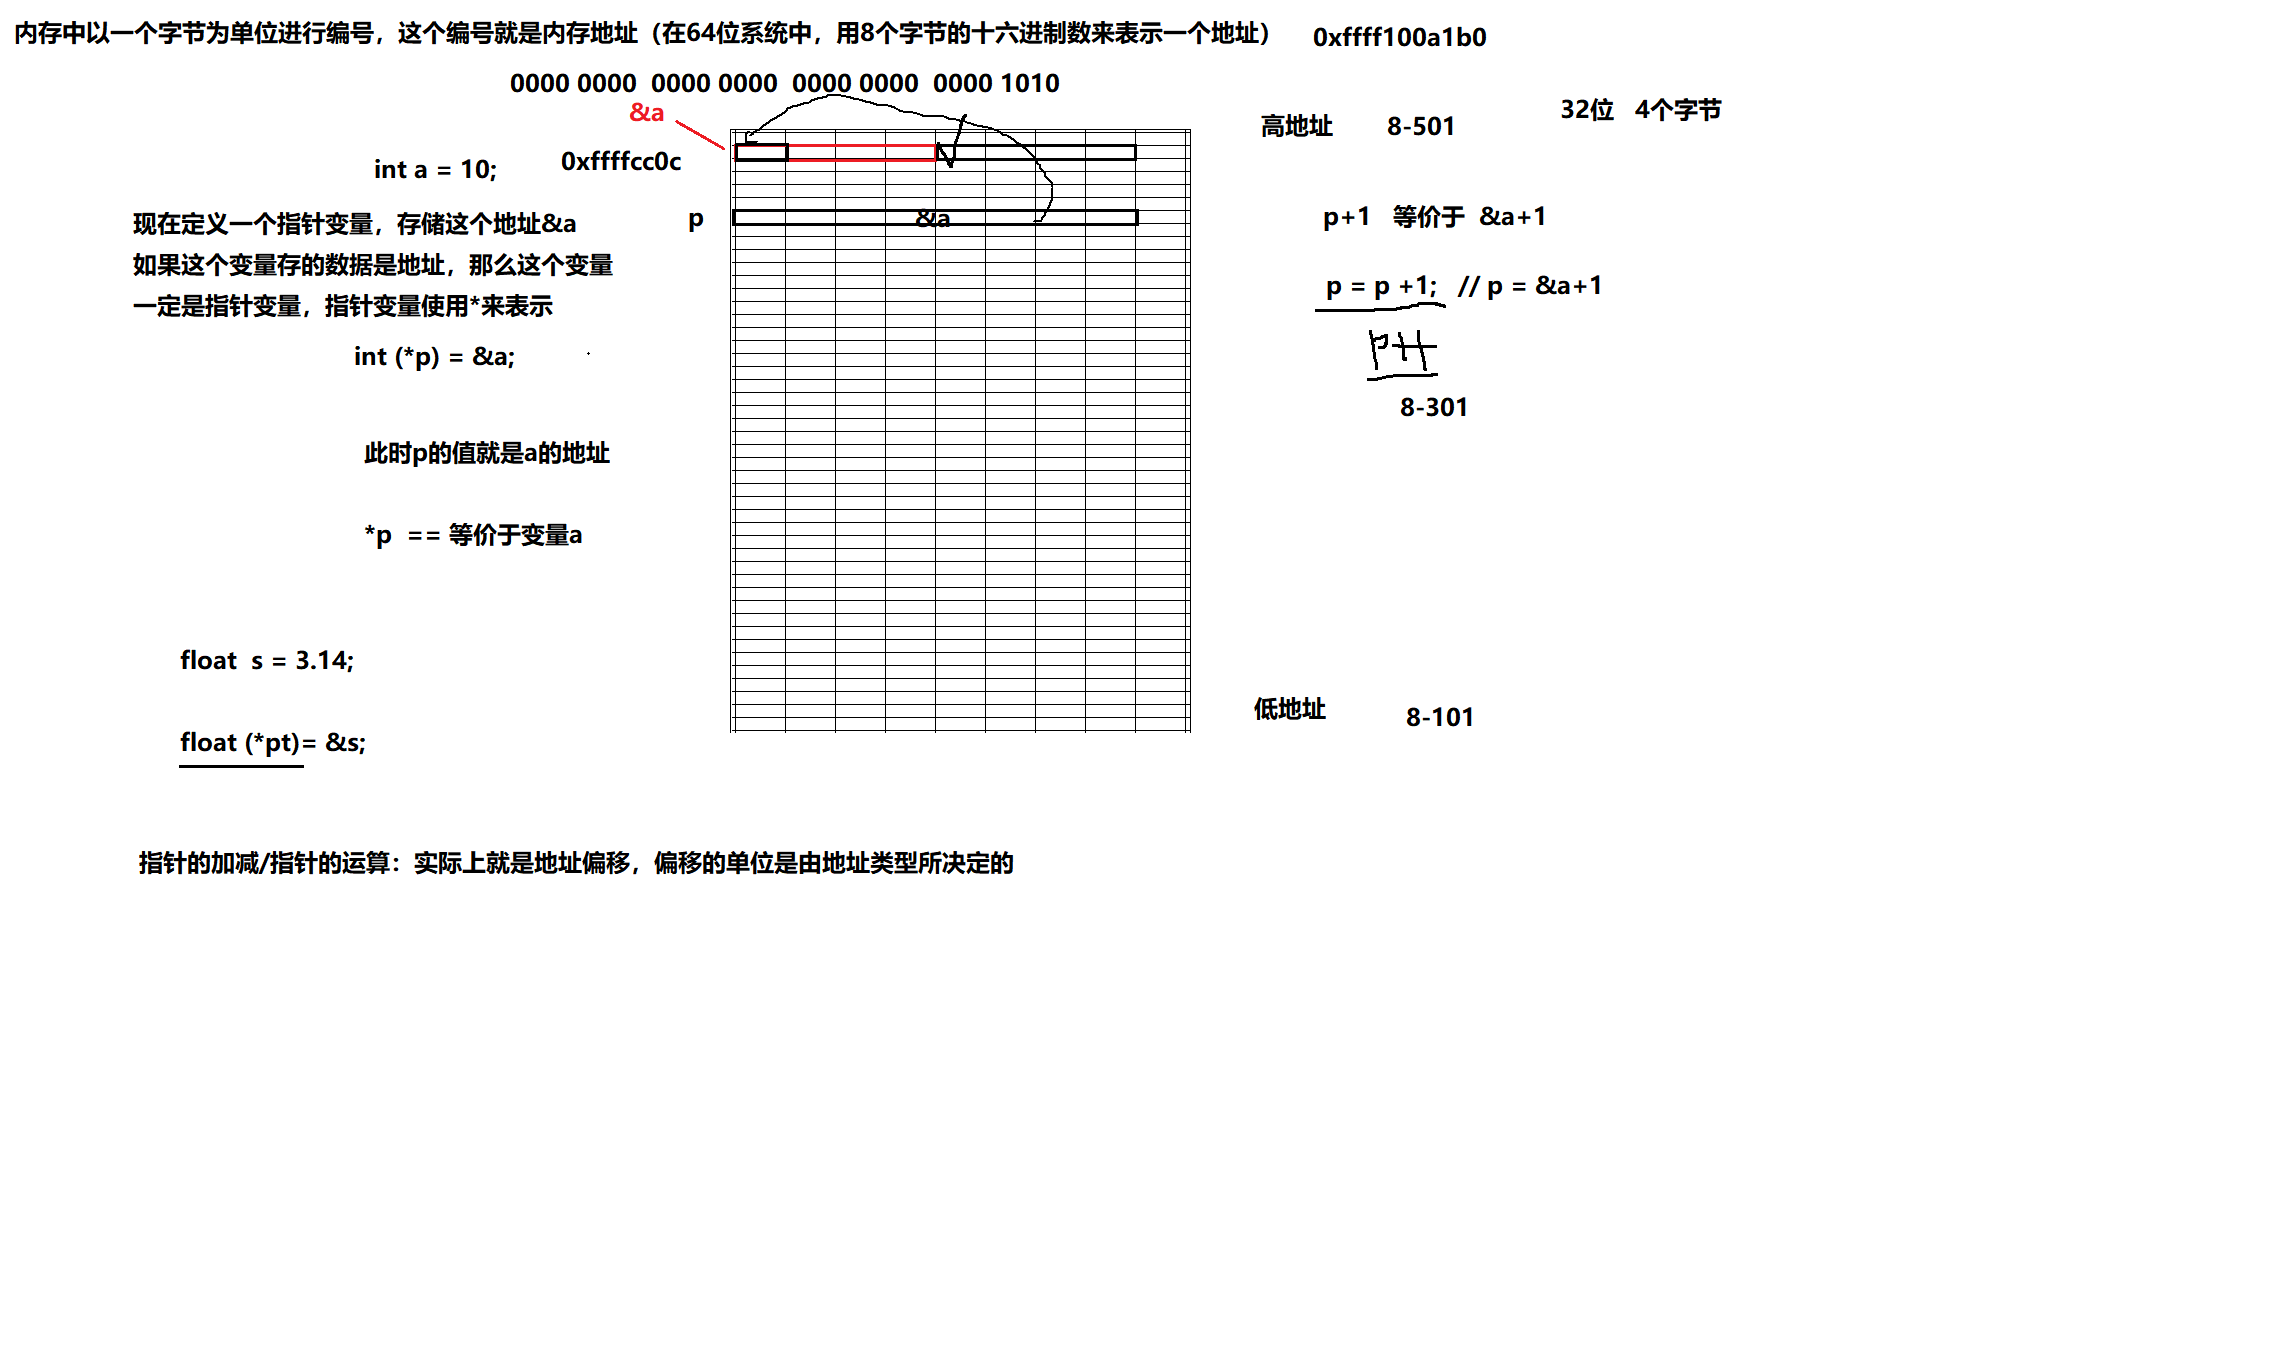 内存中以一个字节为单位进行编号，这个编号就是内存地址（在64位系统中，用8个字节的十六进制数来表示一个地址） 0xffff100a1b0
0000 0000  0000 0000  0000 0000  0000 1010
&a
高地址 8-501
32位 4个字节
int a = 10;
0xffffcc0c
现在定义一个指针变量，存储这个地址&a
如果这个变量存的数据是地址，那么这个变量
一定是指针变量，指针变量使用*来表示
p
&a
p+1 等价于 &a+1
p = p +1; // p = &a+1
p++
8-301
int (*p) = &a;
此时p的值就是a的地址
*p == 等价于变量a
float s = 3.14;
float (*pt)= &s;
低地址 8-101
指针的加减/指针的运算：实际上就是地址偏移，偏移的单位是由地址类型所决定的